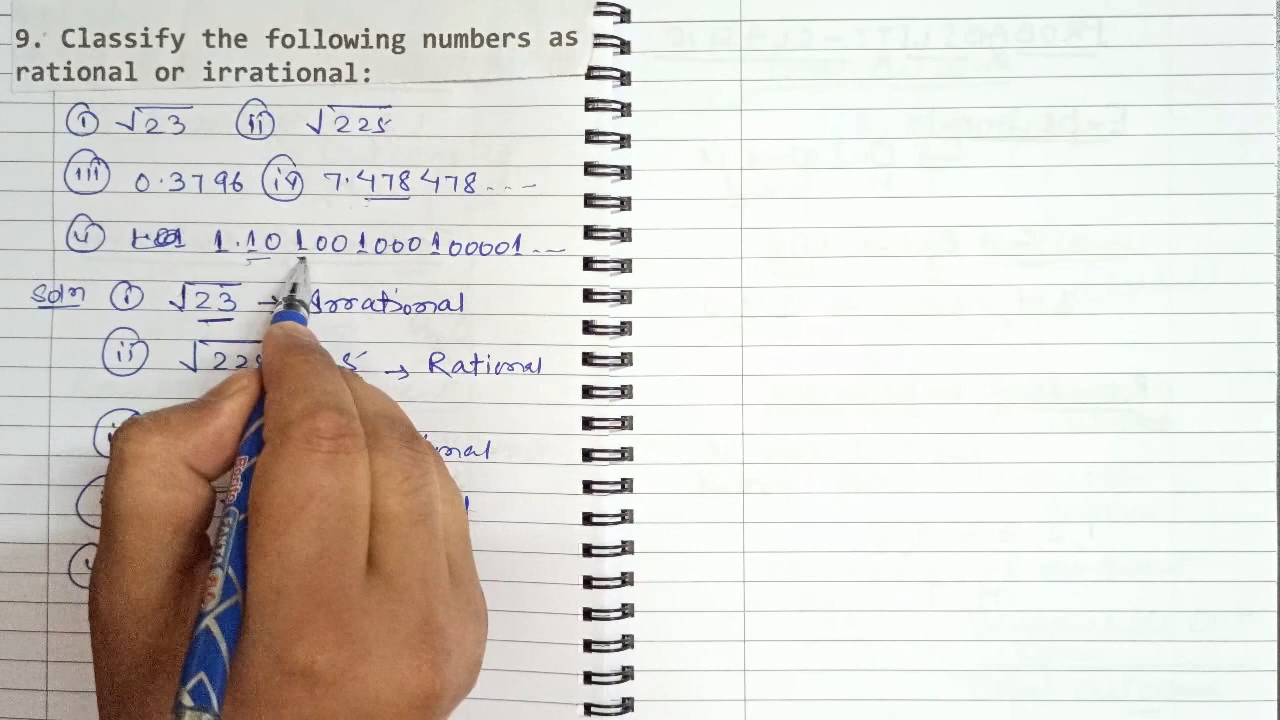 9. Classify the following numbers as
rational or irrational:
(i) √23 (ii) √225
(iii) 0.3796 (iv) 7.478478...
(v) 1.101001000100001...
Soln (i) √23 → Irrational
(ii) √225 → Rational